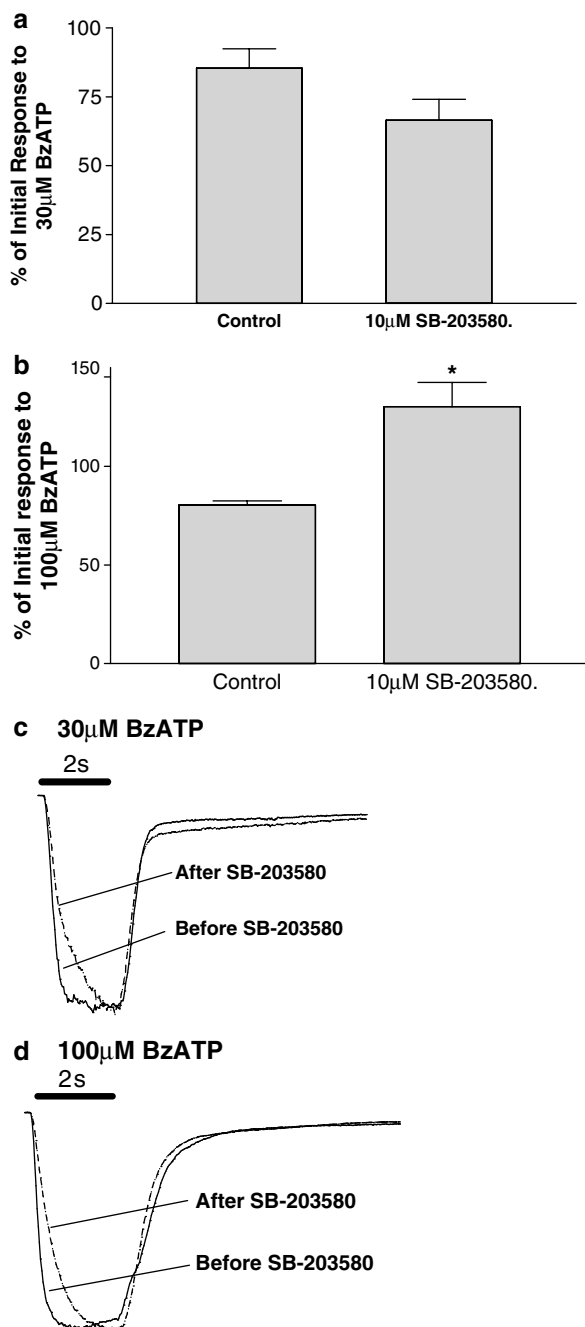 a
% of Initial Response to
30μM BzATP
100
75
50
25
0
Control
10μM SB-203580.
b
% of Initial response to
100μM BzATP
150
100
50
0
Control
10μM SB-203580.
c 30μM BzATP
2s
After SB-203580
Before SB-203580
d 100μM BzATP
2s
After SB-203580
Before SB-203580
*